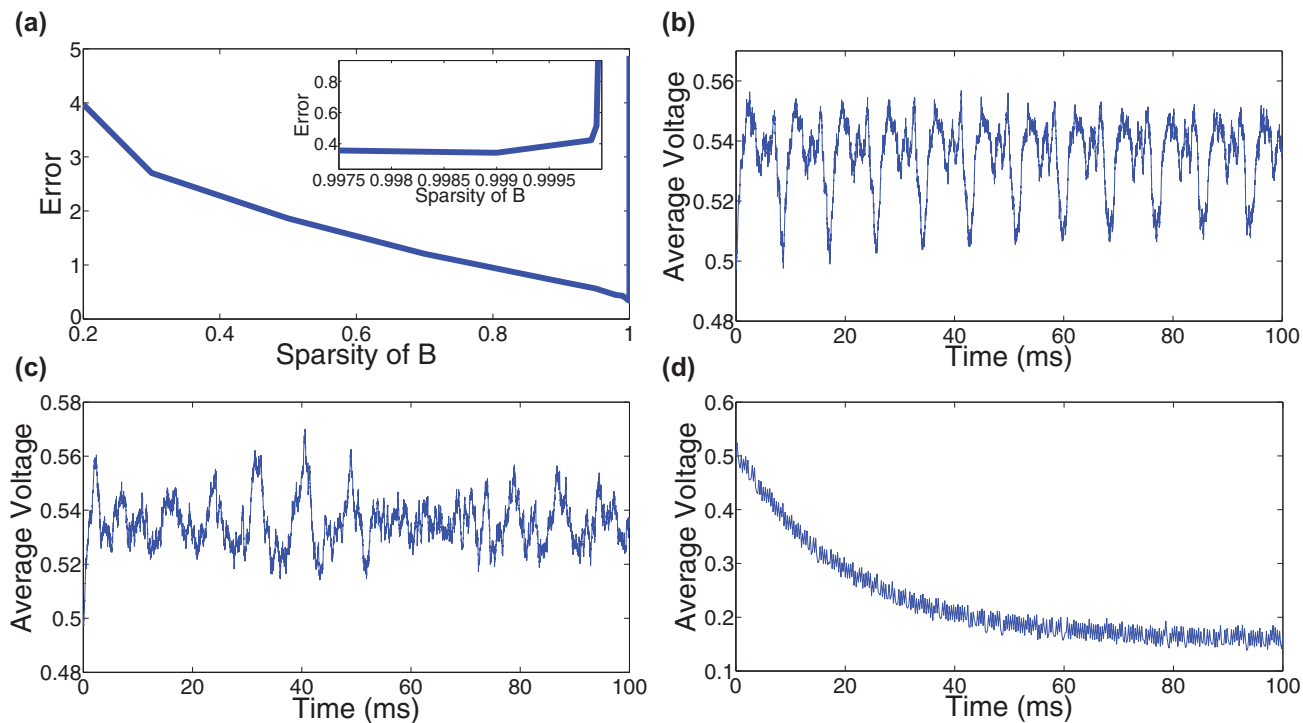 (a)
5
4
3
2
1
0
Error
0.2
0.4
0.6
0.8
1
Sparsity of B
0.8
0.6
0.4
Error
0.9975 0.998 0.9985 0.999 0.9995
Sparsity of B
(b)
0.56
0.54
0.52
0.5
0.48
Average Voltage
0 20 40 60 80 100
Time (ms)
(c)
0.58
0.56
0.54
0.52
0.5
0.48
Average Voltage
0 20 40 60 80 100
Time (ms)
(d)
0.6
0.5
0.4
0.3
0.2
0.1
Average Voltage
0 20 40 60 80 100
Time (ms)